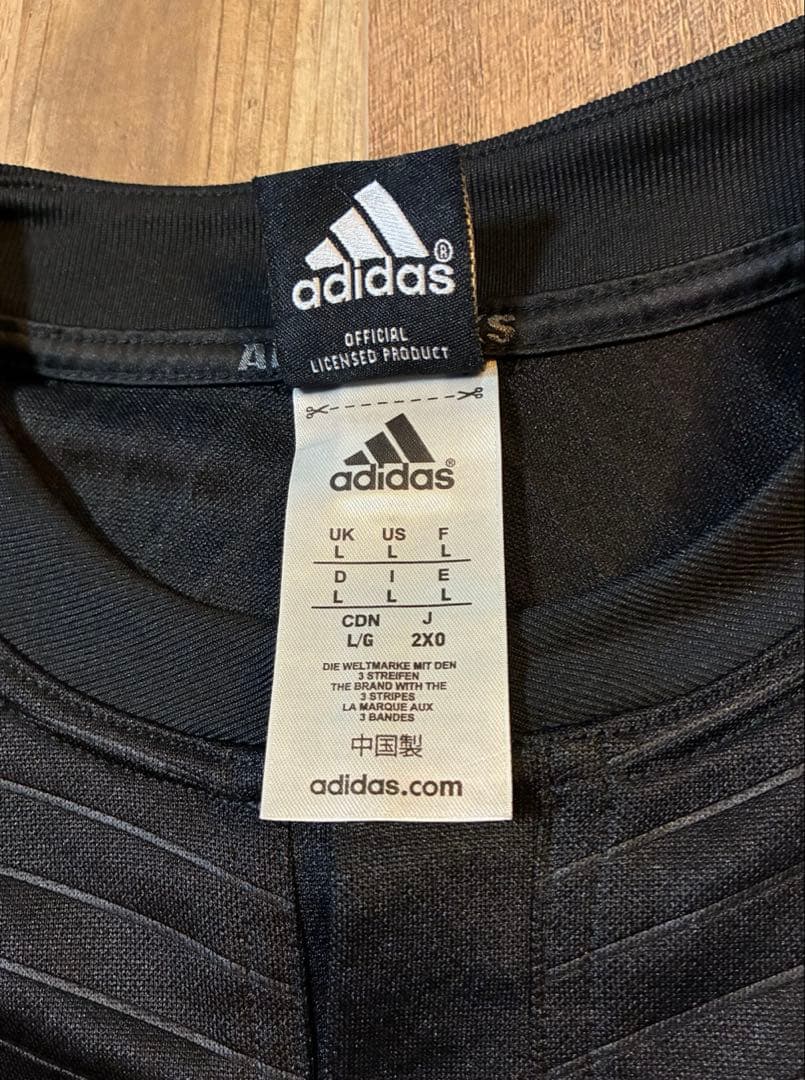 adidas®
OFFICIAL
LICENSED PRODUCT
adidas®
UK US F
L L L
D I E
L L L
CDN J
L/G 2XO
DIE WELTMARKE MIT DEN
3 STREIFEN
THE BRAND WITH THE
3 STRIPES
LA MARQUE AUX
3 BANDES
中国製
adidas.com